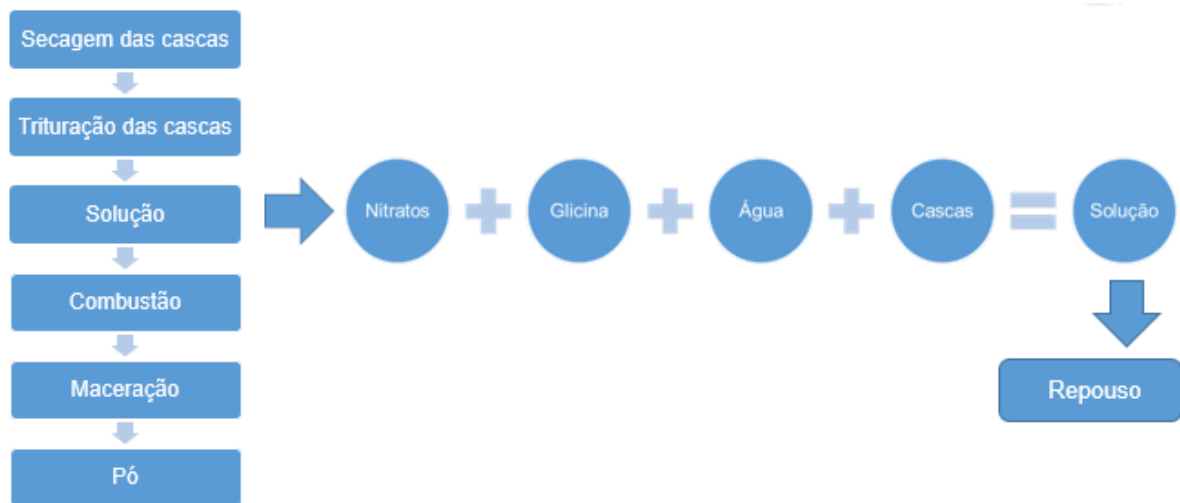 Secagem das cascas
Trituração das cascas
Solução
Combustão
Maceração
Pó
Nitratos
Glicina
Água
Cascas
Solução
Repouso